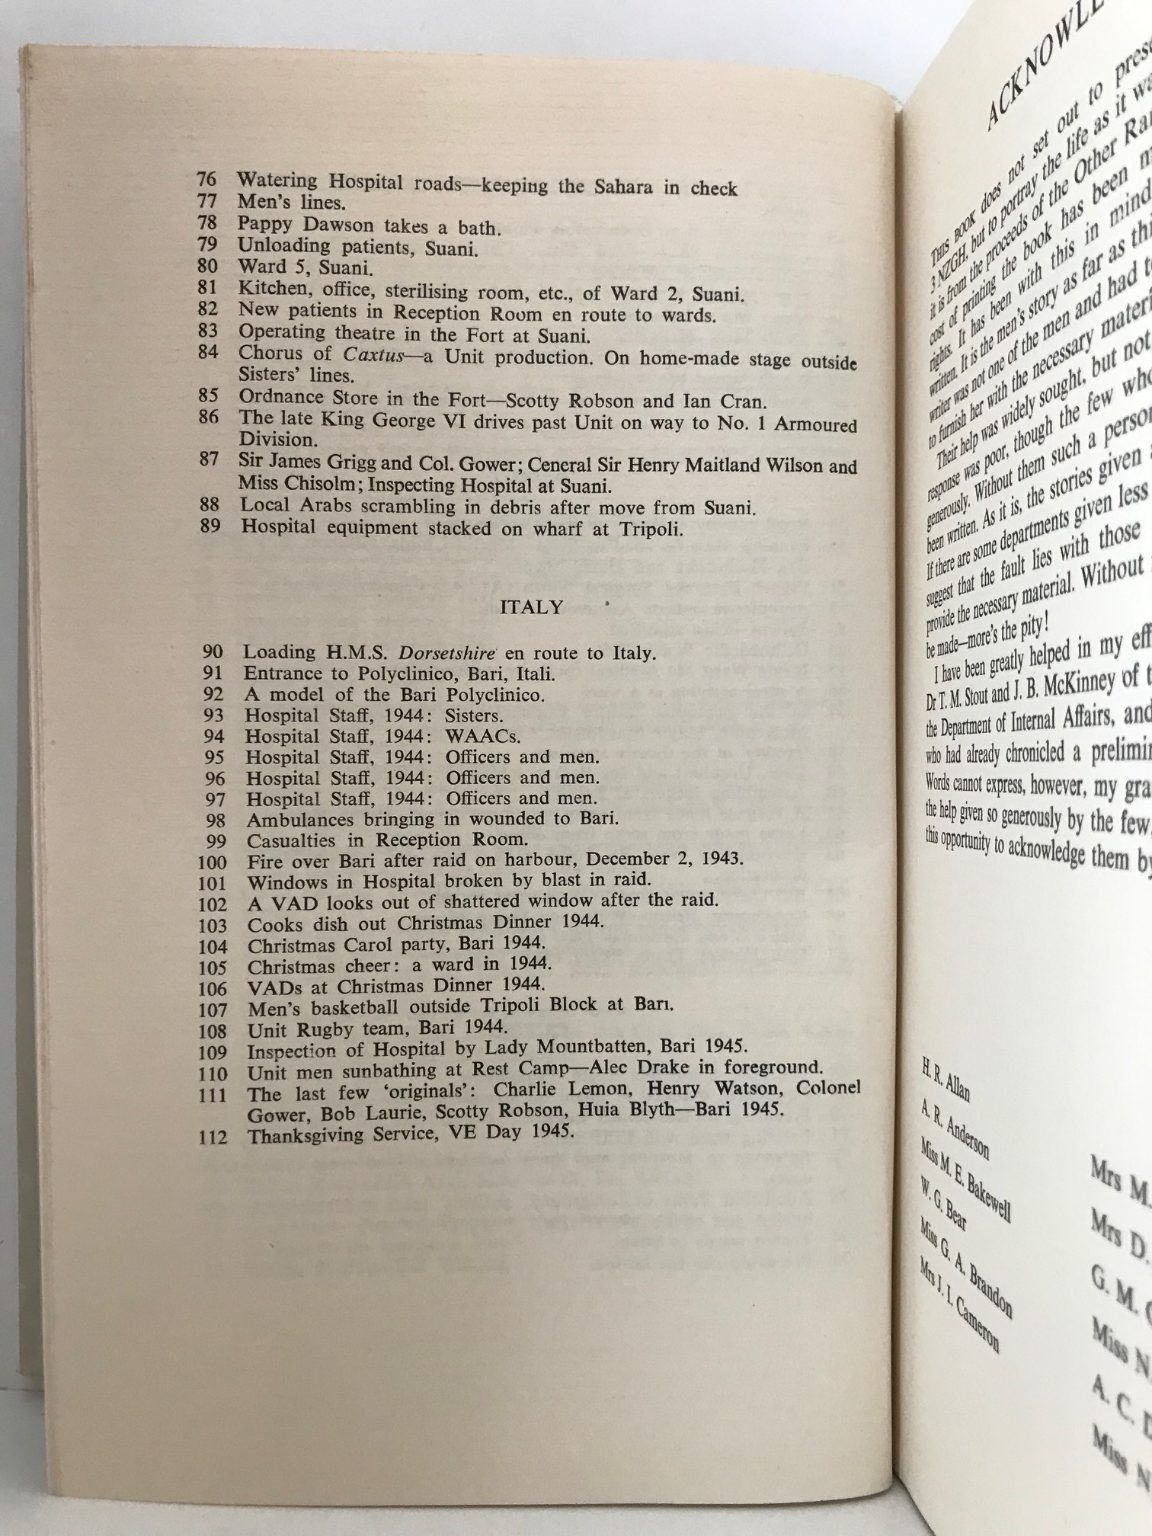 76 Watering Hospital roads—keeping the Sahara in check
77 Men's lines.
78 Pappy Dawson takes a bath.
79 Unloading patients, Suani.
80 Ward 5, Suani.
81 Kitchen, office, sterilising room, etc., of Ward 2, Suani.
82 New patients in Reception Room en route to wards.
83 Operating theatre in the Fort at Suani.
84 Chorus of Caxtus—a Unit production. On home-made stage outside
Sisters' lines.
85 Ordnance Store in the Fort—Scotty Robson and Ian Cran.
86 The late King George VI drives past Unit on way to No. 1 Armoured
Division.
87 Sir James Grigg and Col. Gower; Ceneral Sir Henry Maitland Wilson and
Miss Chisolm; Inspecting Hospital at Suani.
88 Local Arabs scrambling in debris after move from Suani.
89 Hospital equipment stacked on wharf at Tripoli.
ITALY
90 Loading H.M.S. Dorsetshire en route to Italy.
91 Entrance to Polyclinico, Bari, Itali.
92 A model of the Bari Polyclinico.
93 Hospital Staff, 1944: Sisters.
94 Hospital Staff, 1944: WAACs.
95 Hospital Staff, 1944: Officers and men.
96 Hospital Staff, 1944: Officers and men.
97 Hospital Staff, 1944: Officers and men.
98 Ambulances bringing in wounded to Bari.
99 Casualties in Reception Room.
100 Fire over Bari after raid on harbour, December 2, 1943.
101 Windows in Hospital broken by blast in raid.
102 A VAD looks out of shattered window after the raid.
103 Cooks dish out Christmas Dinner 1944.
104 Christmas Carol party, Bari 1944.
105 Christmas cheer: a ward in 1944.
106 VADs at Christmas Dinner 1944.
107 Men's basketball outside Tripoli Block at Bari.
108 Unit Rugby team, Bari 1944.
109 Inspection of Hospital by Lady Mountbatten, Bari 1945.
110 Unit men sunbathing at Rest Camp—Alec Drake in foreground.
111 The last few 'originals': Charlie Lemon, Henry Watson, Colonel
Gower, Bob Laurie, Scotty Robson, Huia Blyth—Bari 1945.
112 Thanksgiving Service, VE Day 1945.
THIS BOOK does not set out to
3 NZGH, but to portray the life as it
it is from the proceeds of the Other
cost of printing the book has been
rights. It has been with this in mind
written. It is the men's story as far as
writer was not one of the men and had
to furnish her with the necessary
Their help was widely sought, but not
response was poor, though the few
generously. Without them such a
been written. As it is, the stories given
If there are some departments given less
suggest that the fault lies with those
provide the necessary material. Without
be made—more's the pity!
I have been greatly helped in my
Dr T. M. Stout and J. B. McKinney of
the Department of Internal Affairs, and
who had already chronicled a
Words cannot express, however, my
the help given so generously by the few,
this opportunity to acknowledge them
H. R. Allan
A. R. Anderson
Miss M. E. Bakewell
W. G. Bear
Miss G. A. Brandon
Mrs J. I. Cameron
Mrs M.
Mrs D.
G. M.
Miss N.
A. C.
Miss N